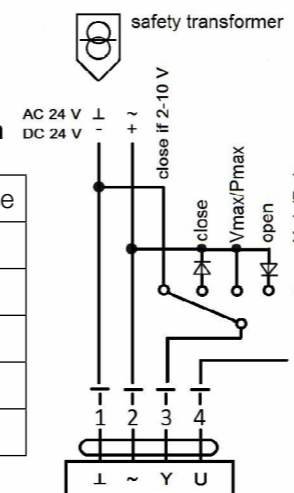 safety transformer
AC 24 V ⊥ ~
DC 24 V - +
close if 2-10 V
close
Vmax/Pmax
open
e
1 2 3 4
⊥ ~ Y U